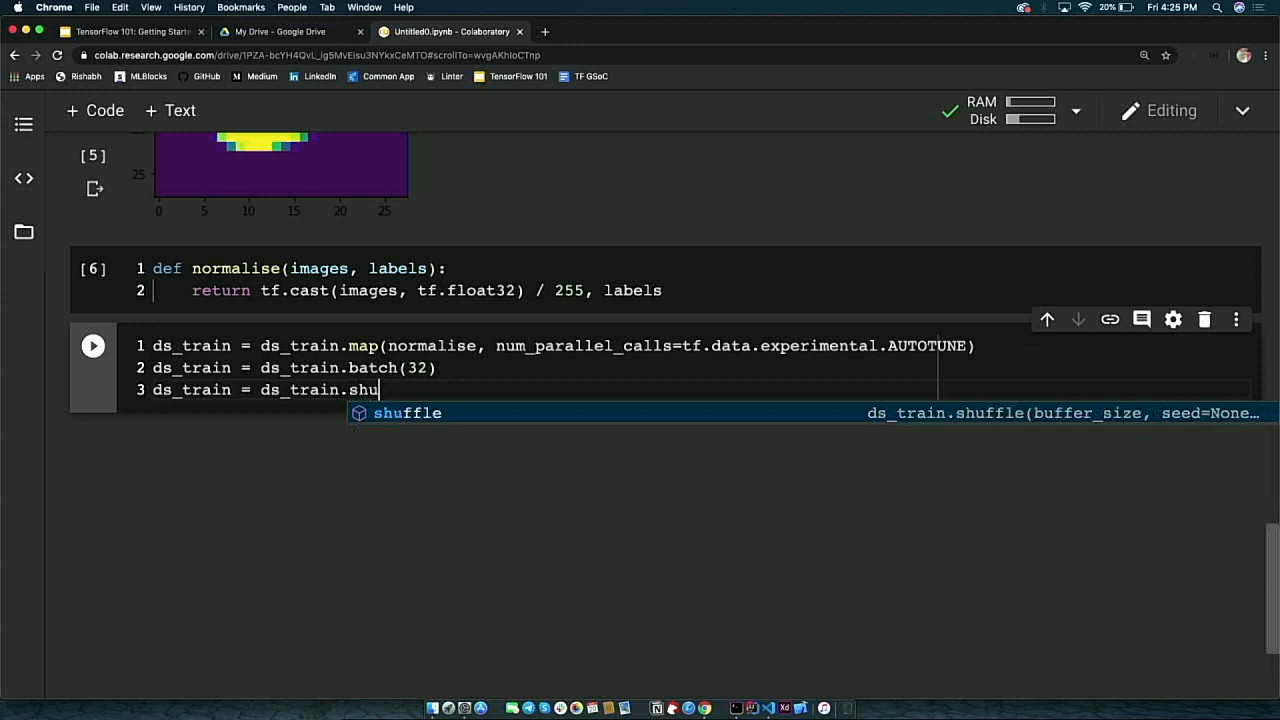 Chrome File Edit View History Bookmarks People Tab Window Help 20% Fri 4:25 PM
TensorFlow 101: Getting Starte × My Drive - Google Drive × Untitled0.ipynb - Colaboratory × +
colab.research.google.com/drive/1PZA-bcYH4QvL_ig5MvEisu3NYkxCeMTO#scrollTo=wvgAKhIoCTnp
Apps Rishabh MLBlocks GitHub Medium LinkedIn Common App Linter TensorFlow 101 TF GSoC
+ Code + Text RAM Disk Editing
[5]
25
0 5 10 15 20 25
[6] 1 def normalise(images, labels):
2 return tf.cast(images, tf.float32) / 255, labels
1 ds_train = ds_train.map(normalise, num_parallel_calls=tf.data.experimental.AUTOTUNE)
2 ds_train = ds_train.batch(32)
3 ds_train = ds_train.shu
shuffle ds_train.shuffle(buffer_size, seed=None…